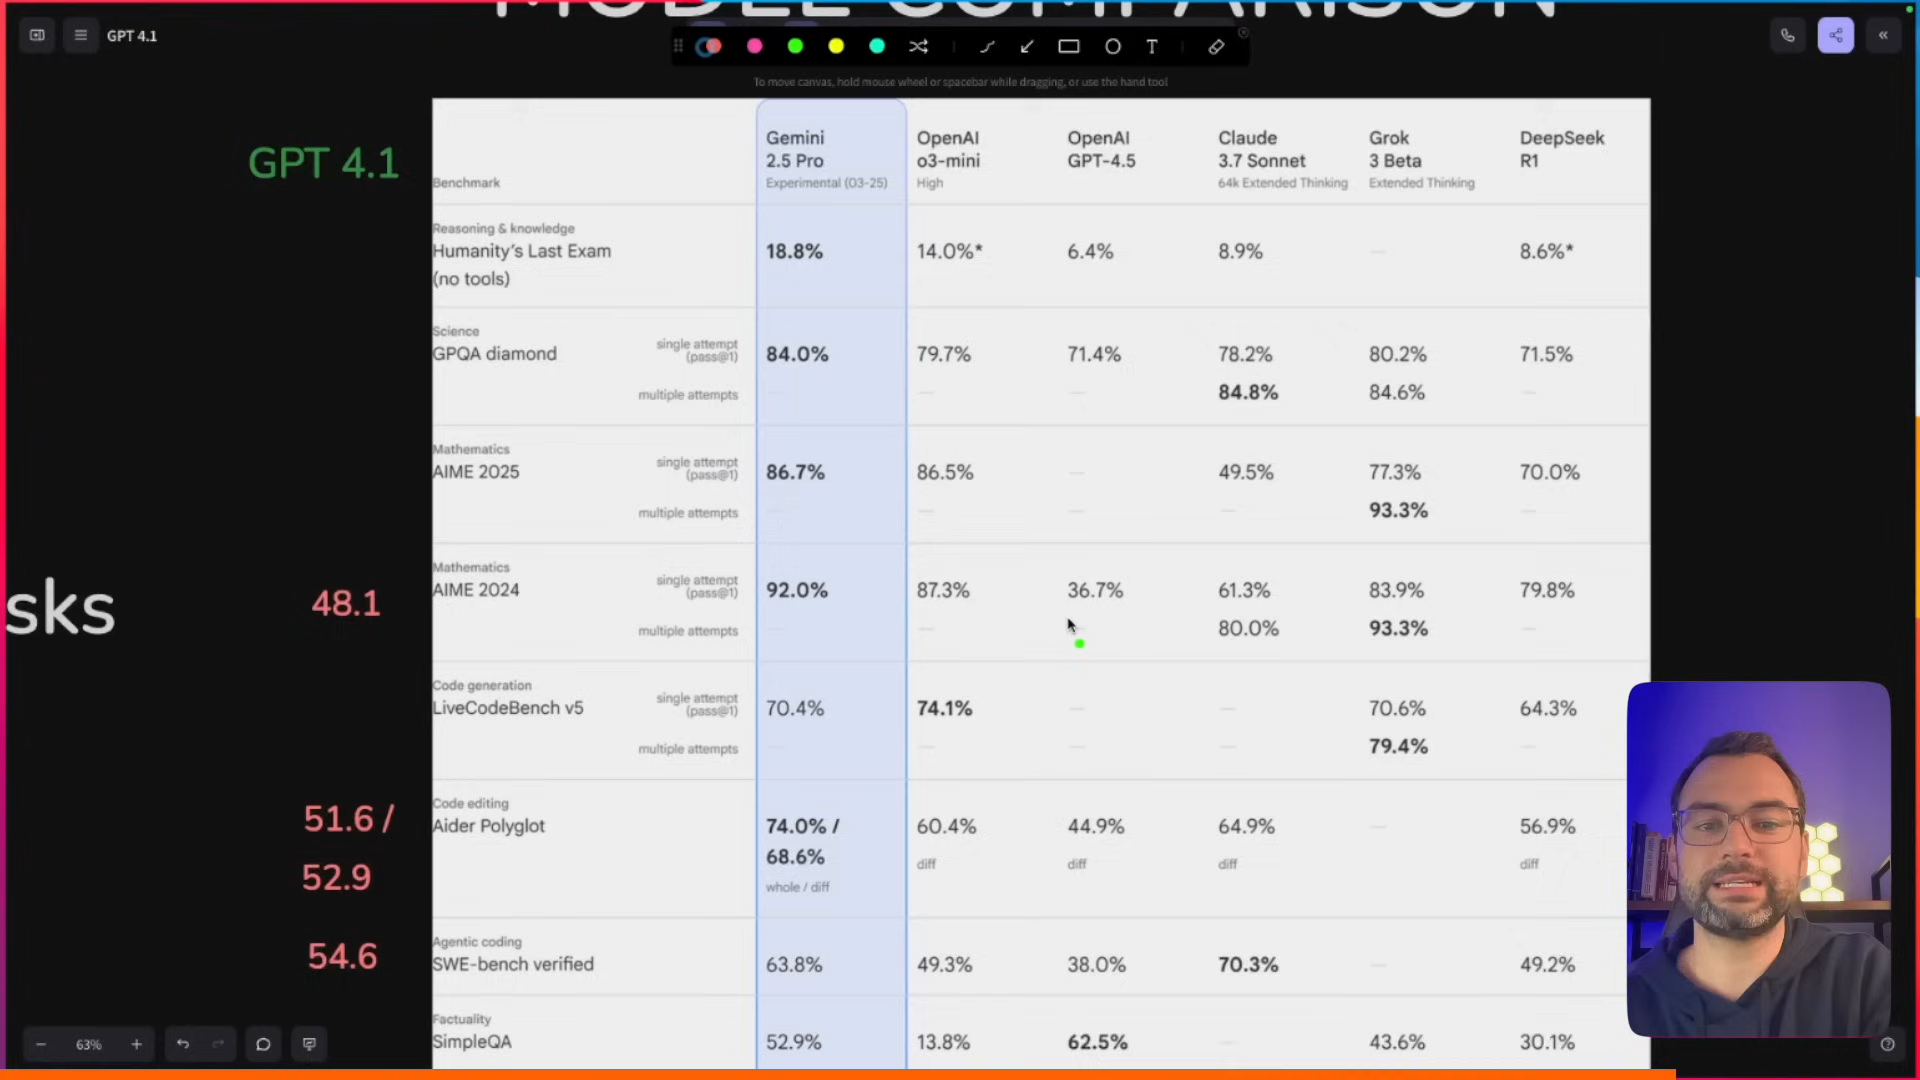 MODEL COMPARISON
GPT 4.1
To move canvas, hold mouse wheel or spacebar while dragging, or use the hand tool
GPT 4.1
Benchmark
Gemini
2.5 Pro
Experimental (03-25)
OpenAI
o3-mini
High
OpenAI
GPT-4.5
Claude
3.7 Sonnet
64k Extended Thinking
Grok
3 Beta
Extended Thinking
DeepSeek
R1
Reasoning & knowledge
Humanity's Last Exam
(no tools)
18.8% 14.0%* 6.4% 8.9% — 8.6%*
Science
GPQA diamond
single attempt
(pass@1)
84.0% 79.7% 71.4% 78.2% 80.2% 71.5%
multiple attempts
— — — 84.8% 84.6% —
Mathematics
AIME 2025
single attempt
(pass@1)
86.7% 86.5% — 49.5% 77.3% 70.0%
multiple attempts
— — — — 93.3% —
sks
48.1
Mathematics
AIME 2024
single attempt
(pass@1)
92.0% 87.3% 36.7% 61.3% 83.9% 79.8%
multiple attempts
— — — 80.0% 93.3% —
Code generation
LiveCodeBench v5
single attempt
(pass@1)
70.4% 74.1% — — 70.6% 64.3%
multiple attempts
— — — — 79.4% —
51.6 /
52.9
Code editing
Aider Polyglot
74.0% /
68.6%
whole / diff
60.4%
diff
44.9%
diff
64.9%
diff
—
56.9%
diff
54.6
Agentic coding
SWE-bench verified
63.8% 49.3% 38.0% 70.3% — 49.2%
Factuality
SimpleQA
52.9% 13.8% 62.5% — 43.6% 30.1%
63%